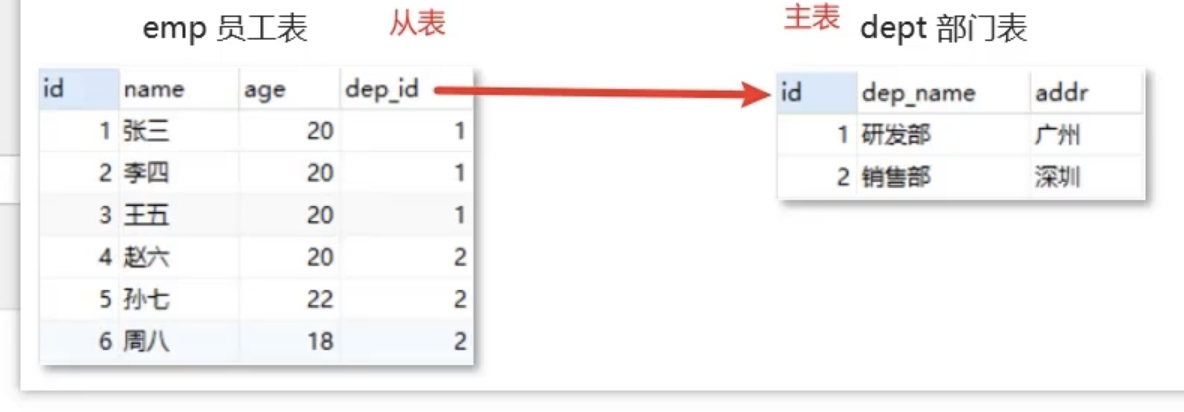 emp 员工表 从表
id name age dep_id
1 张三 20 1
2 李四 20 1
3 王五 20 1
4 赵六 20 2
5 孙七 22 2
6 周八 18 2
主表 dept 部门表
id dep_name addr
1 研发部 广州
2 销售部 深圳